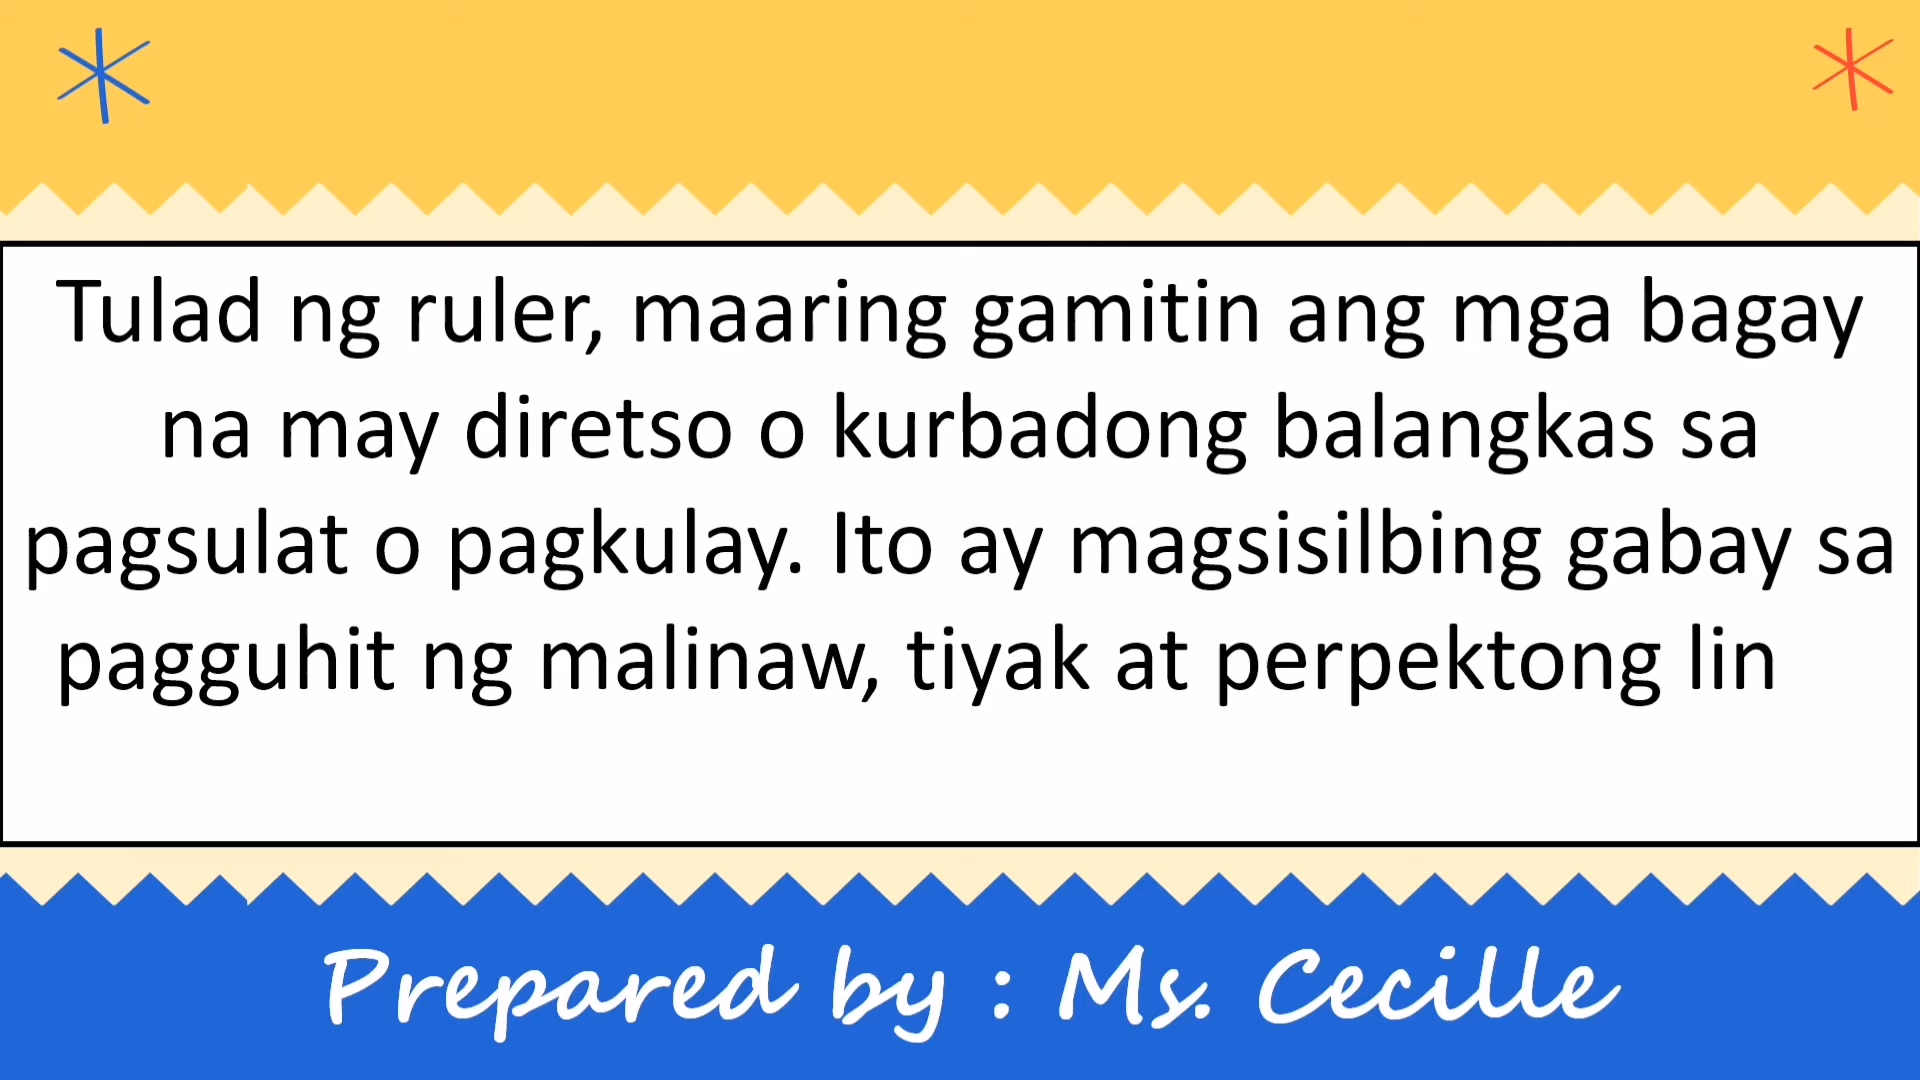 Tulad ng ruler, maaring gamitin ang mga bagay
na may diretso o kurbadong balangkas sa
pagsulat o pagkulay. Ito ay magsisilbing gabay sa
pagguhit ng malinaw, tiyak at perpektong lin
Prepared by : Ms. Cecille